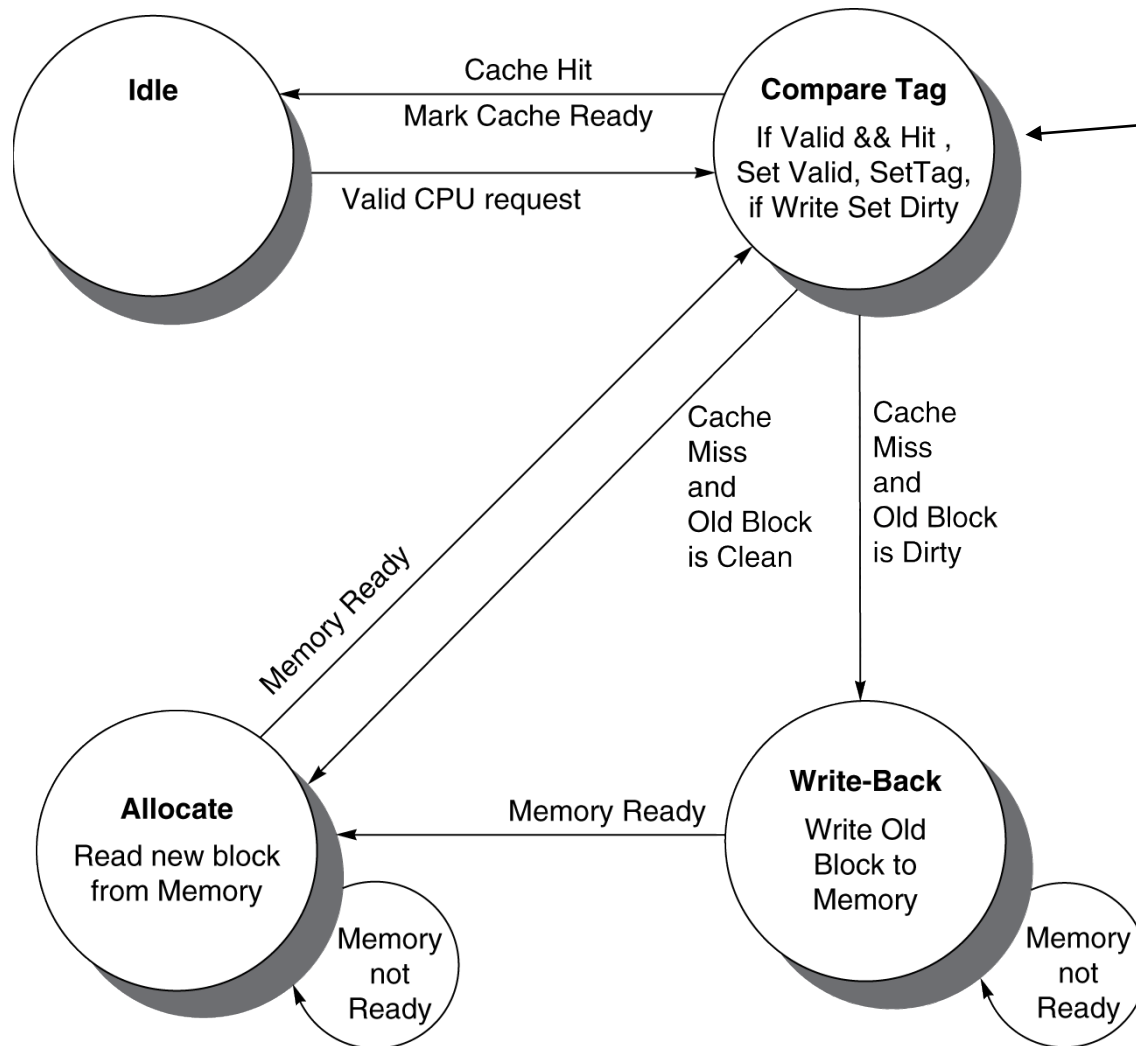 Idle
Cache Hit
Mark Cache Ready
Valid CPU request
Compare Tag
If Valid && Hit ,
Set Valid, SetTag,
if Write Set Dirty
Cache
Miss
and
Old Block
is Clean
Cache
Miss
and
Old Block
is Dirty
Memory Ready
Allocate
Read new block
from Memory
Memory
not
Ready
Memory Ready
Write-Back
Write Old
Block to
Memory
Memory
not
Ready